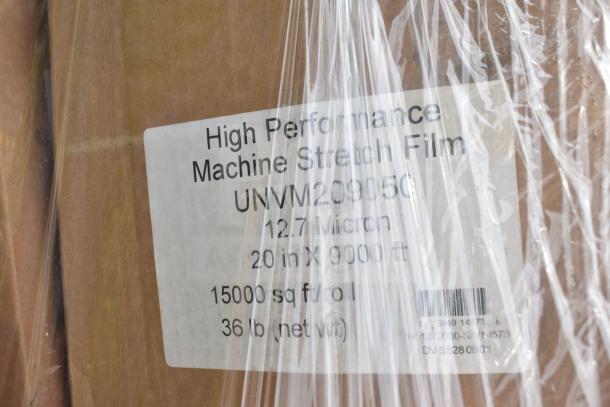 High Performance
Machine Stretch Film
UNVM209050
12.7 Micron
20 in X 9000 ft
15000 sq ft/roll
36 lb (net wt)